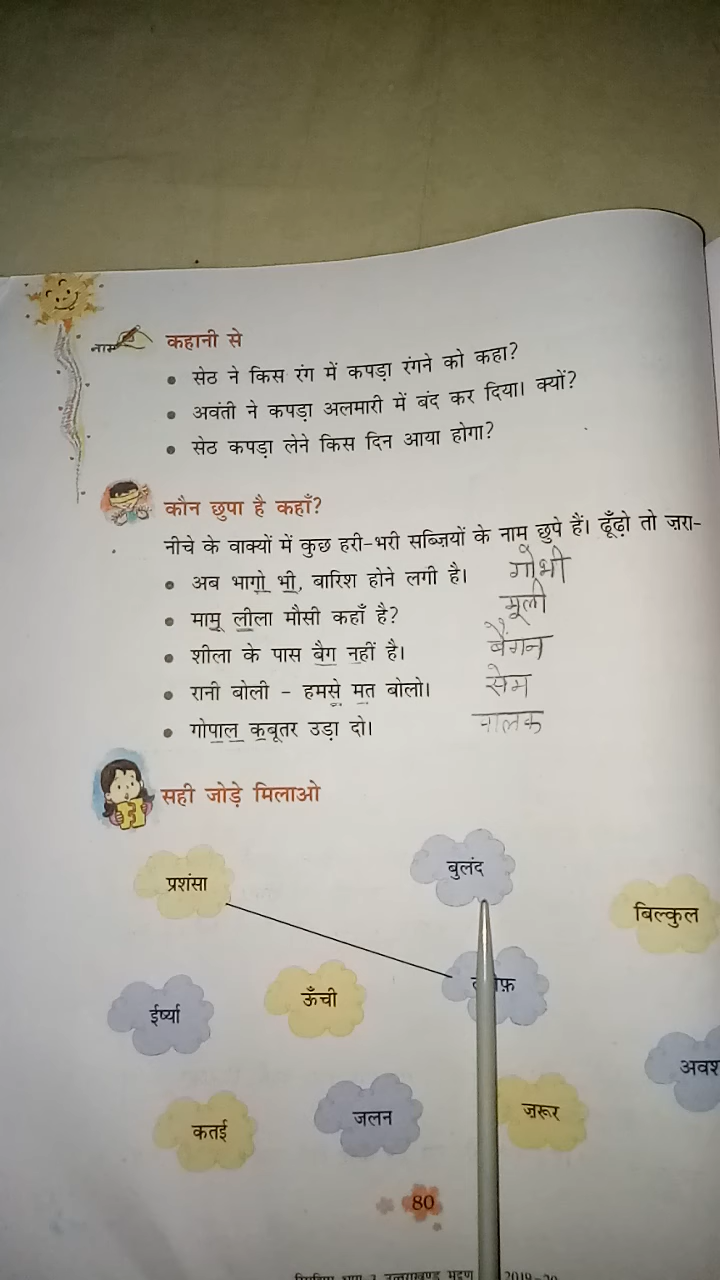 नाम
कहानी से
• सेठ ने किस रंग में कपड़ा रंगने को कहा?
• अवंती ने कपड़ा अलमारी में बंद कर दिया। क्यों?
• सेठ कपड़ा लेने किस दिन आया होगा?
कौन छुपा है कहाँ?
नीचे के वाक्यों में कुछ हरी-भरी सब्ज़ियों के नाम छुपे हैं। ढूँढ़ो तो ज़रा-
• अब भागो भी, बारिश होने लगी है। गोभी
• मामू लीला मौसी कहाँ है? मूली
• शीला के पास बैग नहीं है। बैंगन
• रानी बोली - हमसे मत बोलो। सेम
• गोपाल कबूतर उड़ा दो। पालक
सही जोड़े मिलाओ
प्रशंसा
बुलंद
बिल्कुल
ईर्ष्या
ऊँची
कतई
जलन
ज़रूर
80